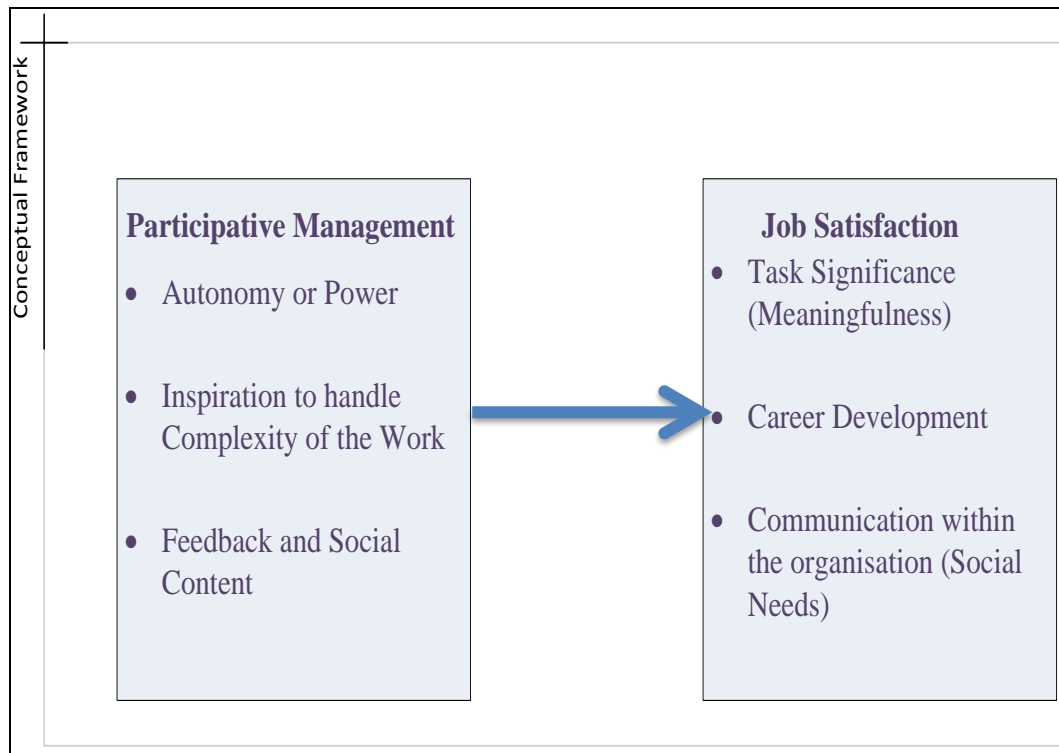 Conceptual Framework
Participative Management
• Autonomy or Power
• Inspiration to handle
Complexity of the Work
• Feedback and Social
Content
Job Satisfaction
• Task Significance
(Meaningfulness)
• Career Development
• Communication within
the organisation (Social
Needs)